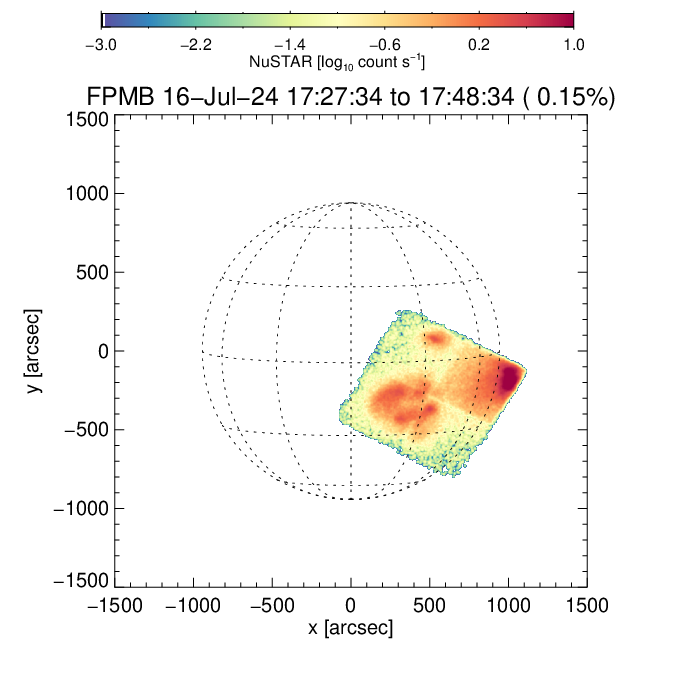 −3.0 −2.2 −1.4 −0.6 0.2 1.0
NuSTAR [log₁₀ count s⁻¹]
FPMB 16−Jul−24 17:27:34 to 17:48:34 ( 0.15%)
1500
1000
500
0
−500
−1000
−1500
y [arcsec]
−1500 −1000 −500 0 500 1000 1500
x [arcsec]